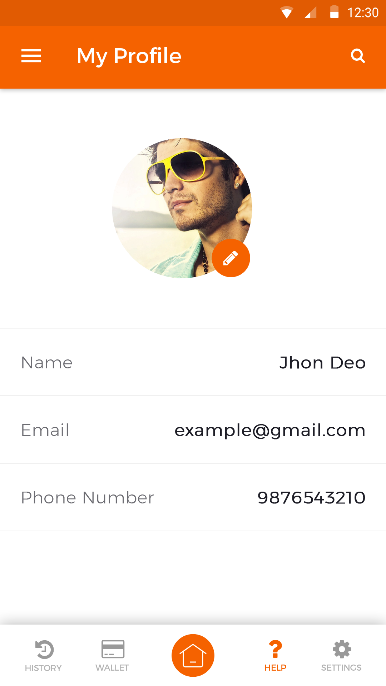 12:30
My Profile
Name Jhon Deo
Email example@gmail.com
Phone Number 9876543210
HISTORY WALLET HELP SETTINGS